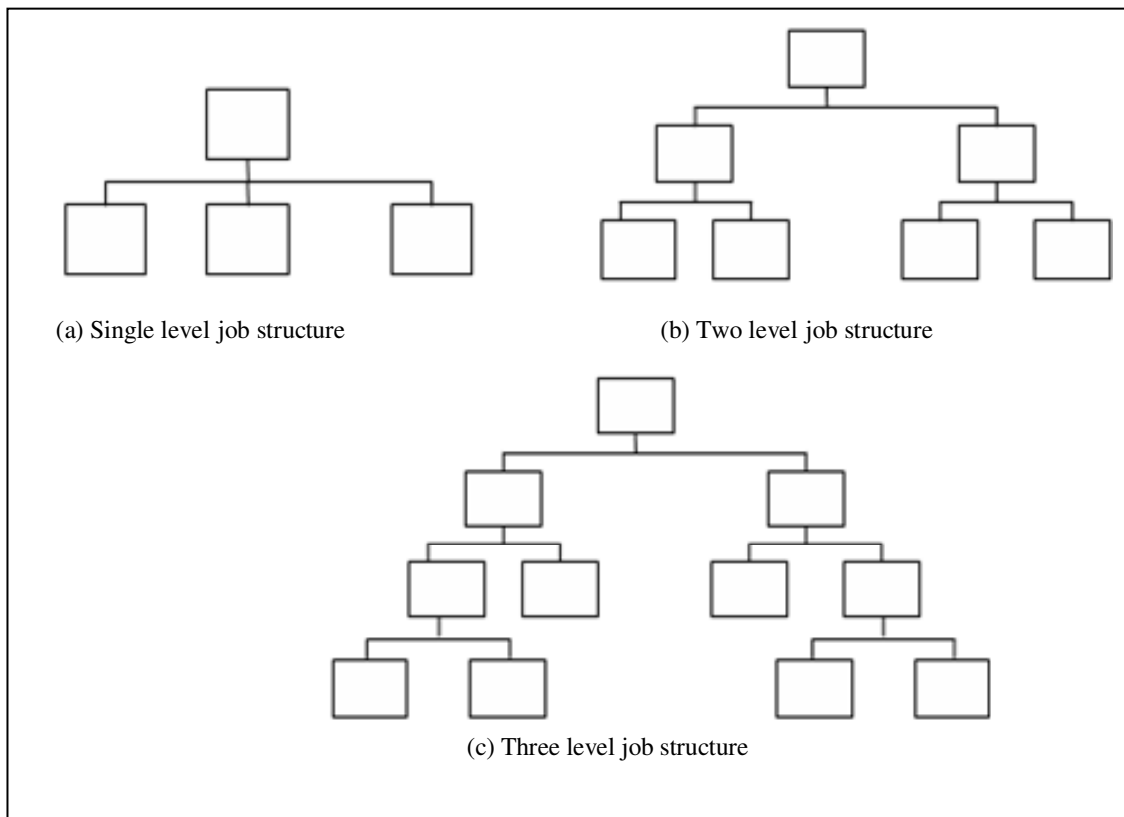 (a) Single level job structure
(b) Two level job structure
(c) Three level job structure